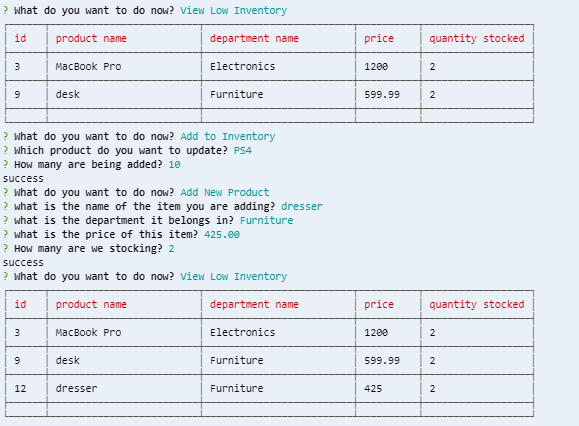 ? What do you want to do now? View Low Inventory
id product name department name price quantity stocked
3 MacBook Pro Electronics 1200 2
9 desk Furniture 599.99 2
? What do you want to do now? Add to Inventory
? Which product do you want to update? PS4
? How many are being added? 10
success
? What do you want to do now? Add New Product
? what is the name of the item you are adding? dresser
? what is the department it belongs in? Furniture
? what is the price of this item? 425.00
? How many are we stocking? 2
success
? What do you want to do now? View Low Inventory
id product name department name price quantity stocked
3 MacBook Pro Electronics 1200 2
9 desk Furniture 599.99 2
12 dresser Furniture 425 2